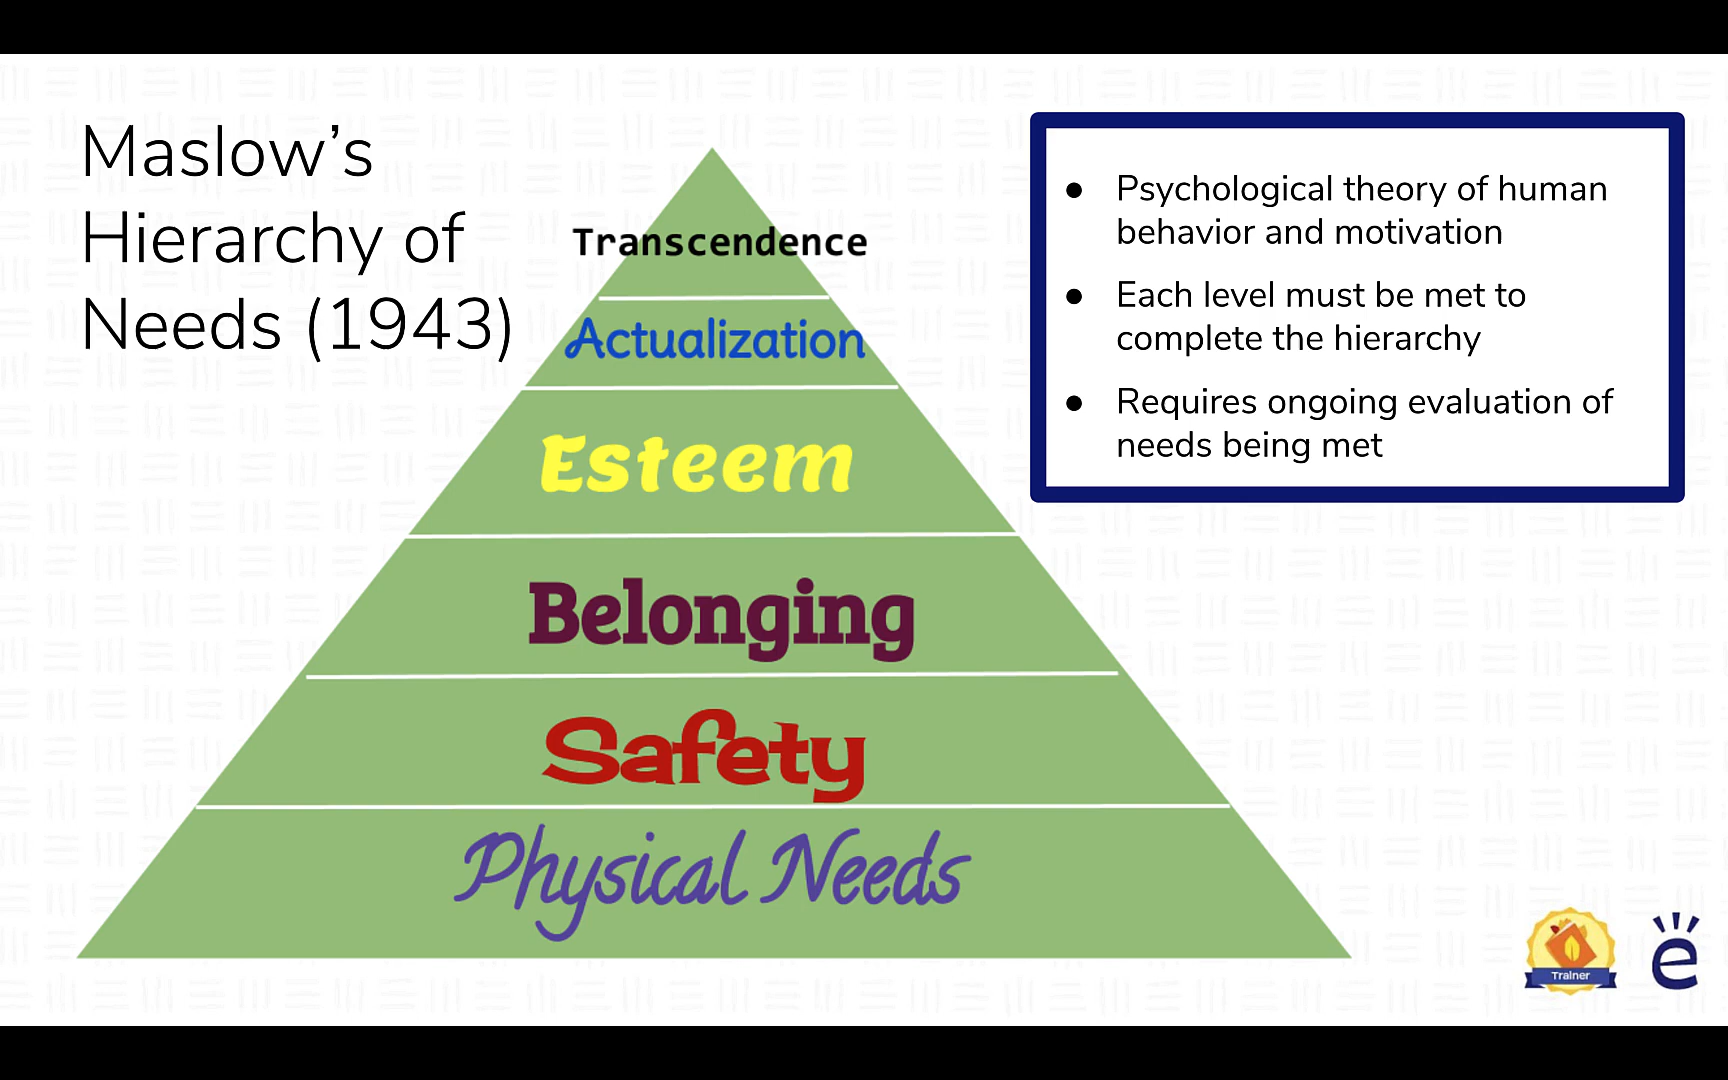 Maslow’s
Hierarchy of
Needs (1943)
Transcendence
Actualization
Esteem
Belonging
Safety
Physical Needs
● Psychological theory of human
behavior and motivation
● Each level must be met to
complete the hierarchy
● Requires ongoing evaluation of
needs being met
Trainer
ë